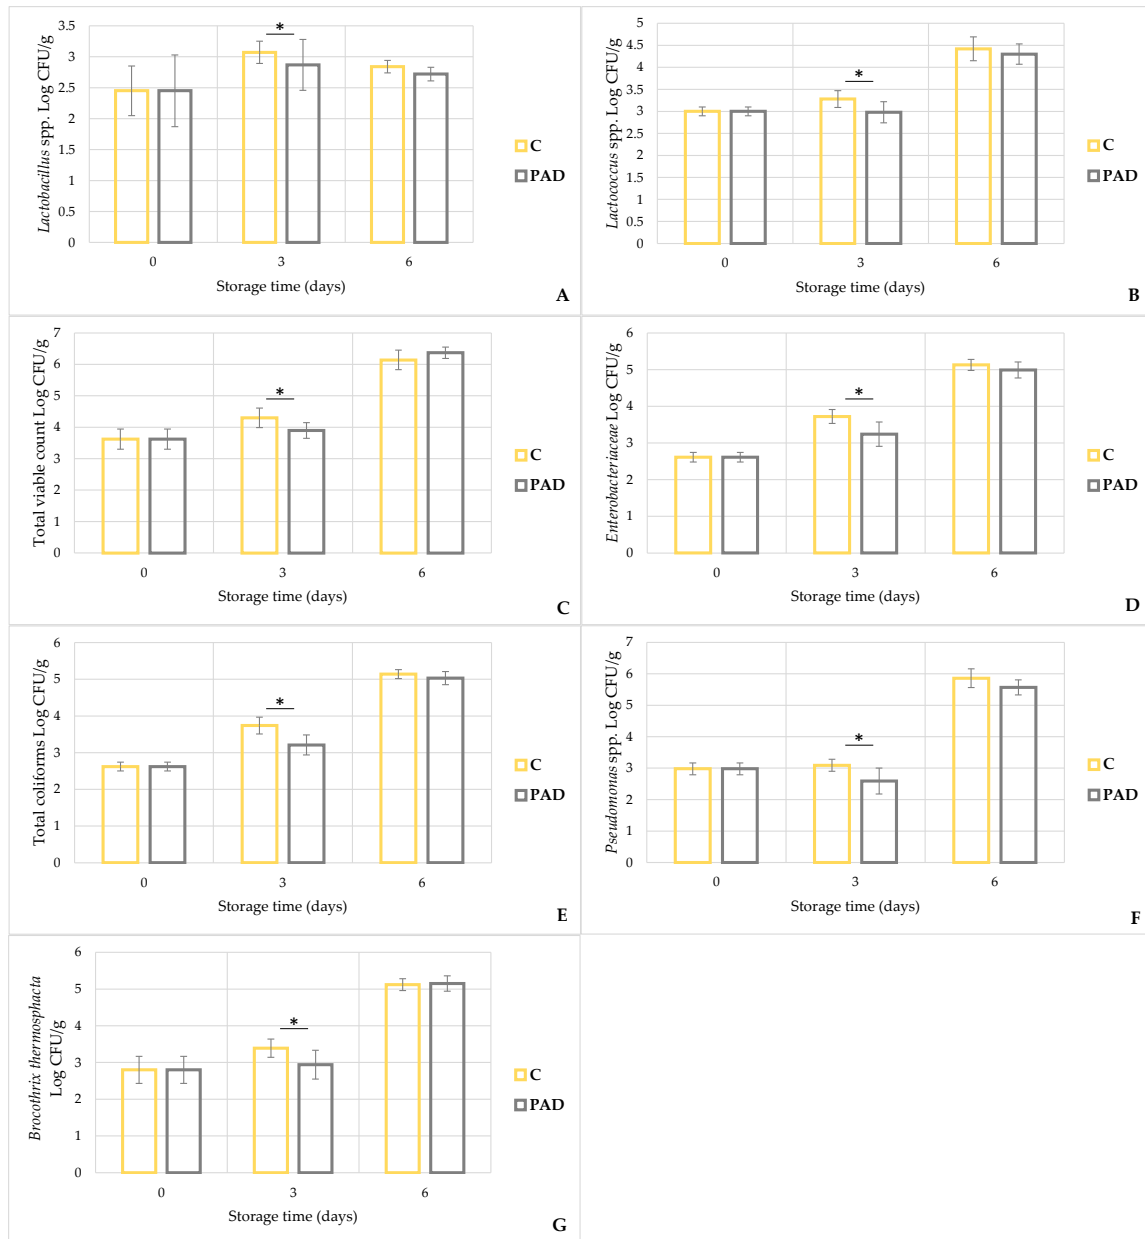 Lactobacillus spp. Log CFU/g
3.5
3
2.5
2
1.5
1
0.5
0
*
0
3
6
Storage time (days)
C
PAD
A
Lactococcus spp. Log CFU/g
5
4.5
4
3.5
3
2.5
2
1.5
1
0.5
0
*
0
3
6
Storage time (days)
C
PAD
B
Total viable count Log CFU/g
7
6
5
4
3
2
1
0
*
0
3
6
Storage time (days)
C
PAD
C
Enterobacteriaceae Log CFU/g
6
5
4
3
2
1
0
*
0
3
6
Storage time (days)
C
PAD
D
Total coliforms Log CFU/g
6
5
4
3
2
1
0
*
0
3
6
Storage time (days)
C
PAD
E
Pseudomonas spp. Log CFU/g
7
6
5
4
3
2
1
0
*
0
3
6
Storage time (days)
C
PAD
F
Brocothrix thermosphacta
Log CFU/g
6
5
4
3
2
1
0
*
0
3
6
Storage time (days)
C
PAD
G